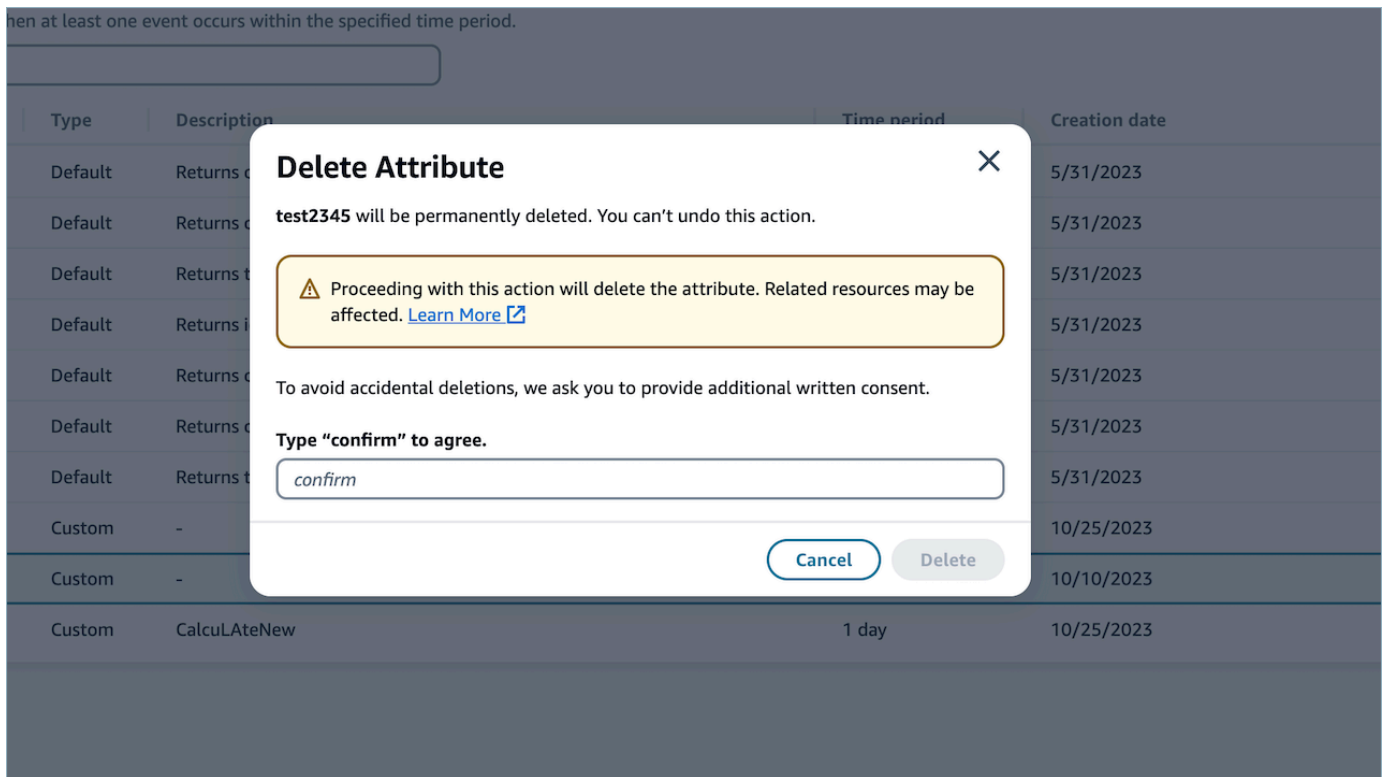 hen at least one event occurs within the specified time period.
Type Description Time period Creation date
Default Returns 5/31/2023
Default Returns 5/31/2023
Default Returns t 5/31/2023
Default Returns i 5/31/2023
Default Returns 5/31/2023
Default Returns 5/31/2023
Default Returns t 5/31/2023
Custom - 10/25/2023
Custom - 10/10/2023
Custom CalcuLAteNew 1 day 10/25/2023
Delete Attribute
test2345 will be permanently deleted. You can’t undo this action.
Proceeding with this action will delete the attribute. Related resources may be
affected. Learn More
To avoid accidental deletions, we ask you to provide additional written consent.
Type “confirm” to agree.
confirm
Cancel Delete